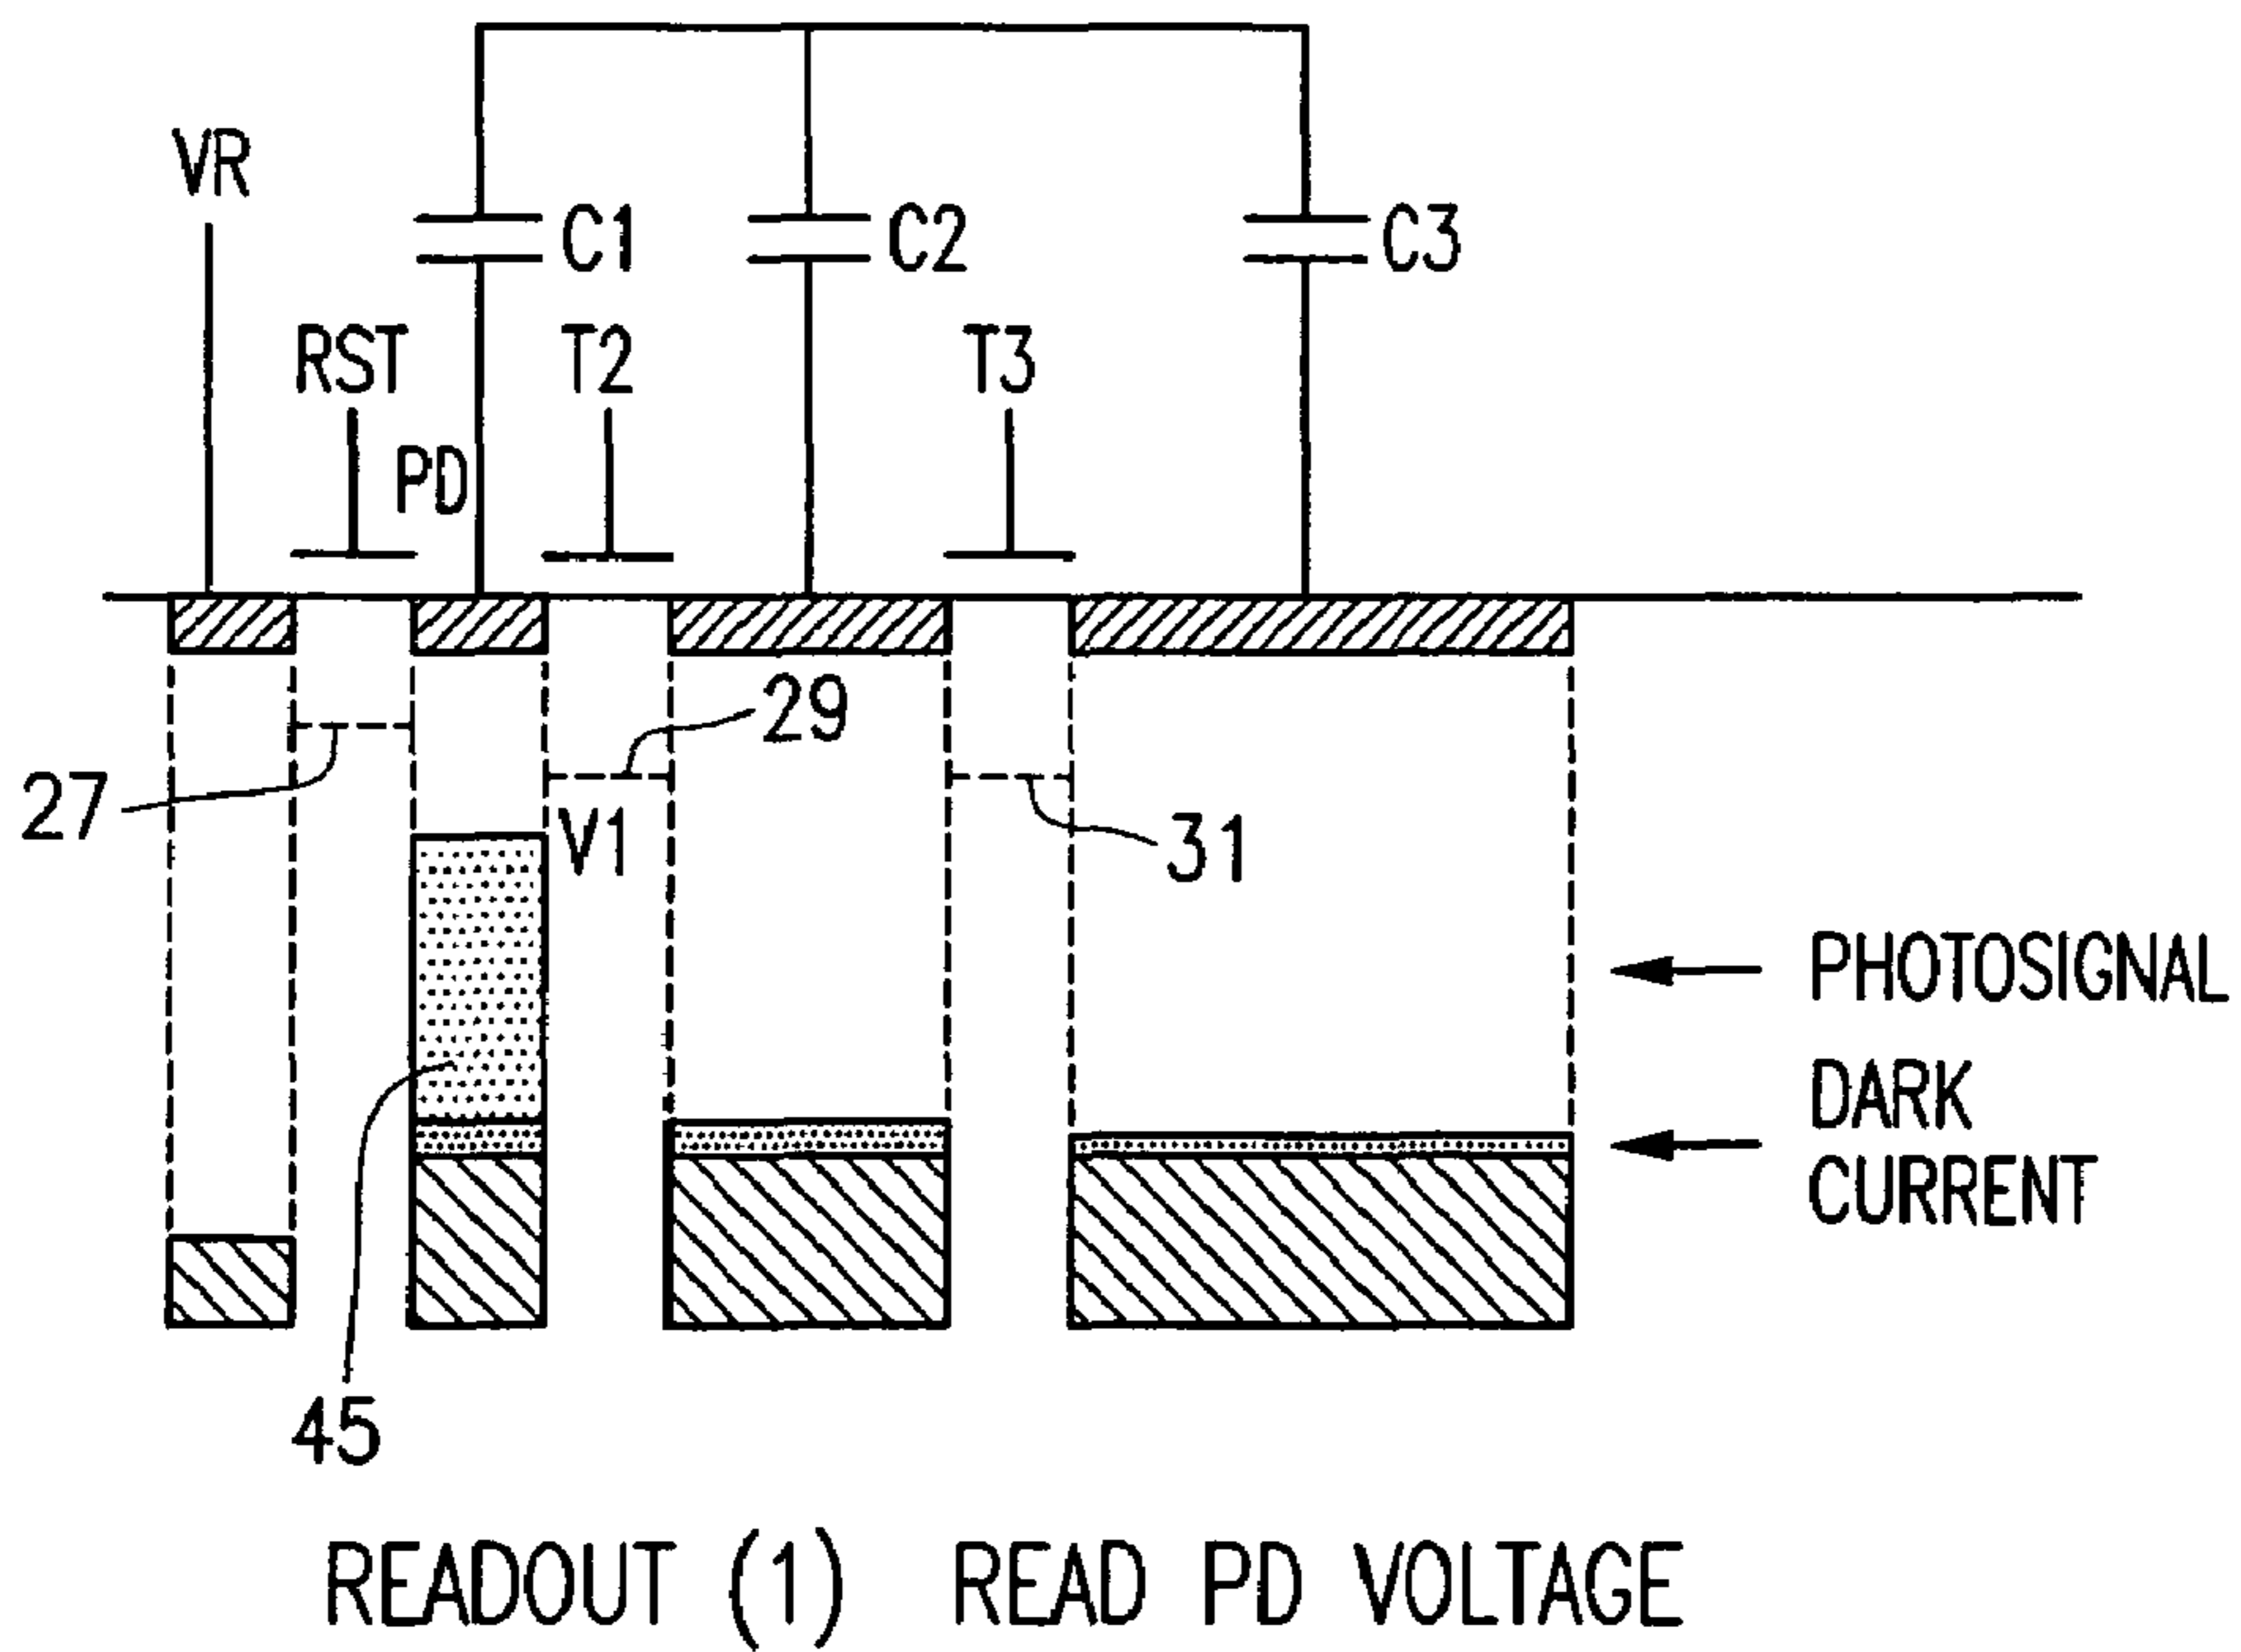 VR
C1
C2
C3
RST
T2
T3
PD
29
27
V1
31
PHOTOSIGNAL
DARK
CURRENT
45
READOUT (1) READ PD VOLTAGE